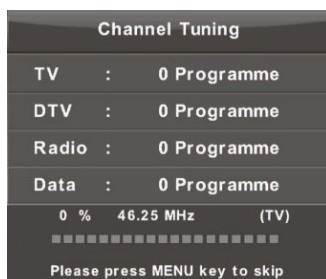 Channel Tuning
TV : 0 Programme
DTV : 0 Programme
Radio : 0 Programme
Data : 0 Programme
0 % 46.25 MHz (TV)
Please press MENU key to skip